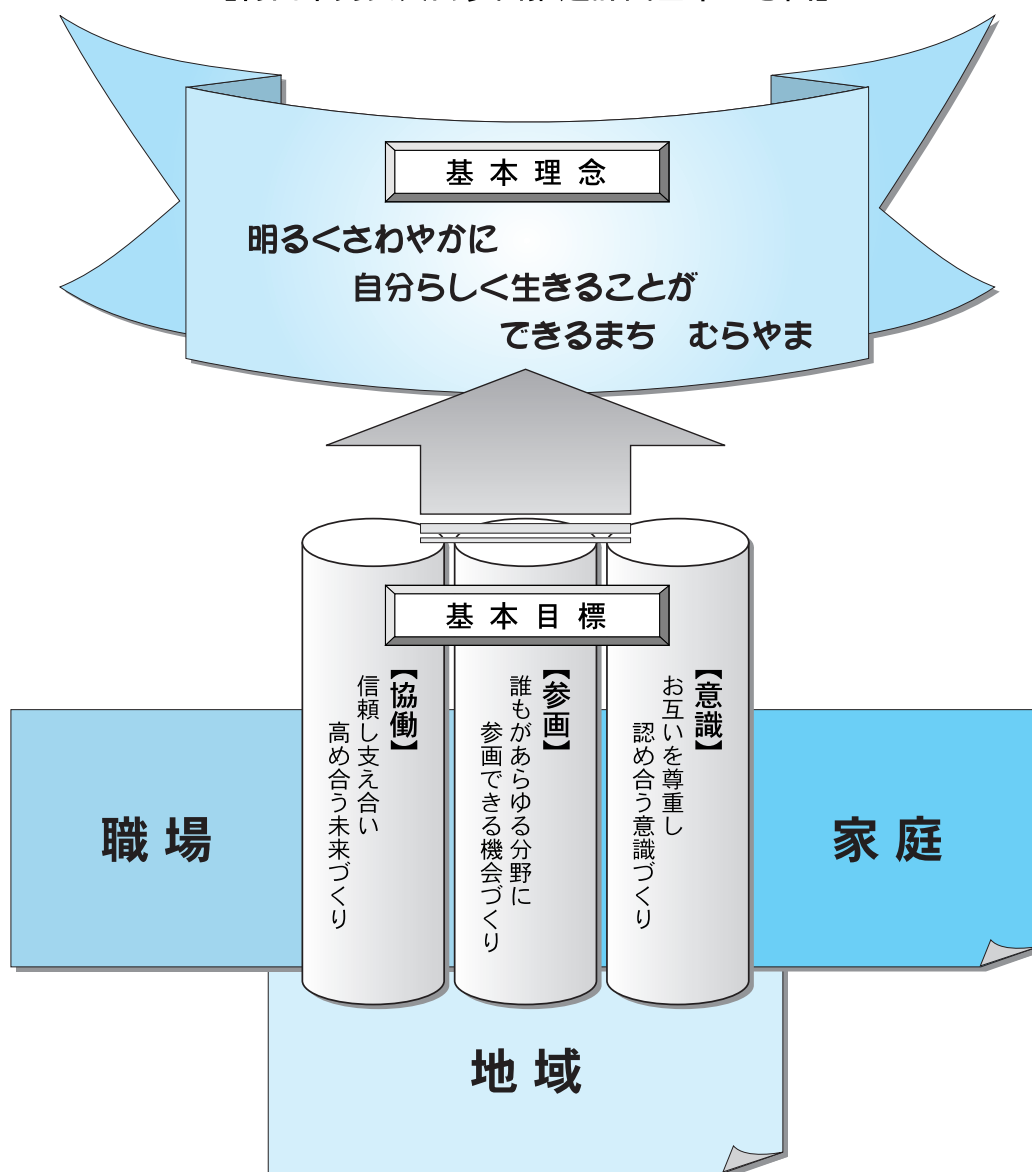 基本理念
明るくさわやかに
自分らしく生きることが
できるまち　むらやま
基本目標
【意識】
お互いを尊重し
認め合う意識づくり
【参画】
誰もがあらゆる分野に
参画できる機会づくり
【協働】
信頼し支え合い
高め合う未来づくり
職場
家庭
地域